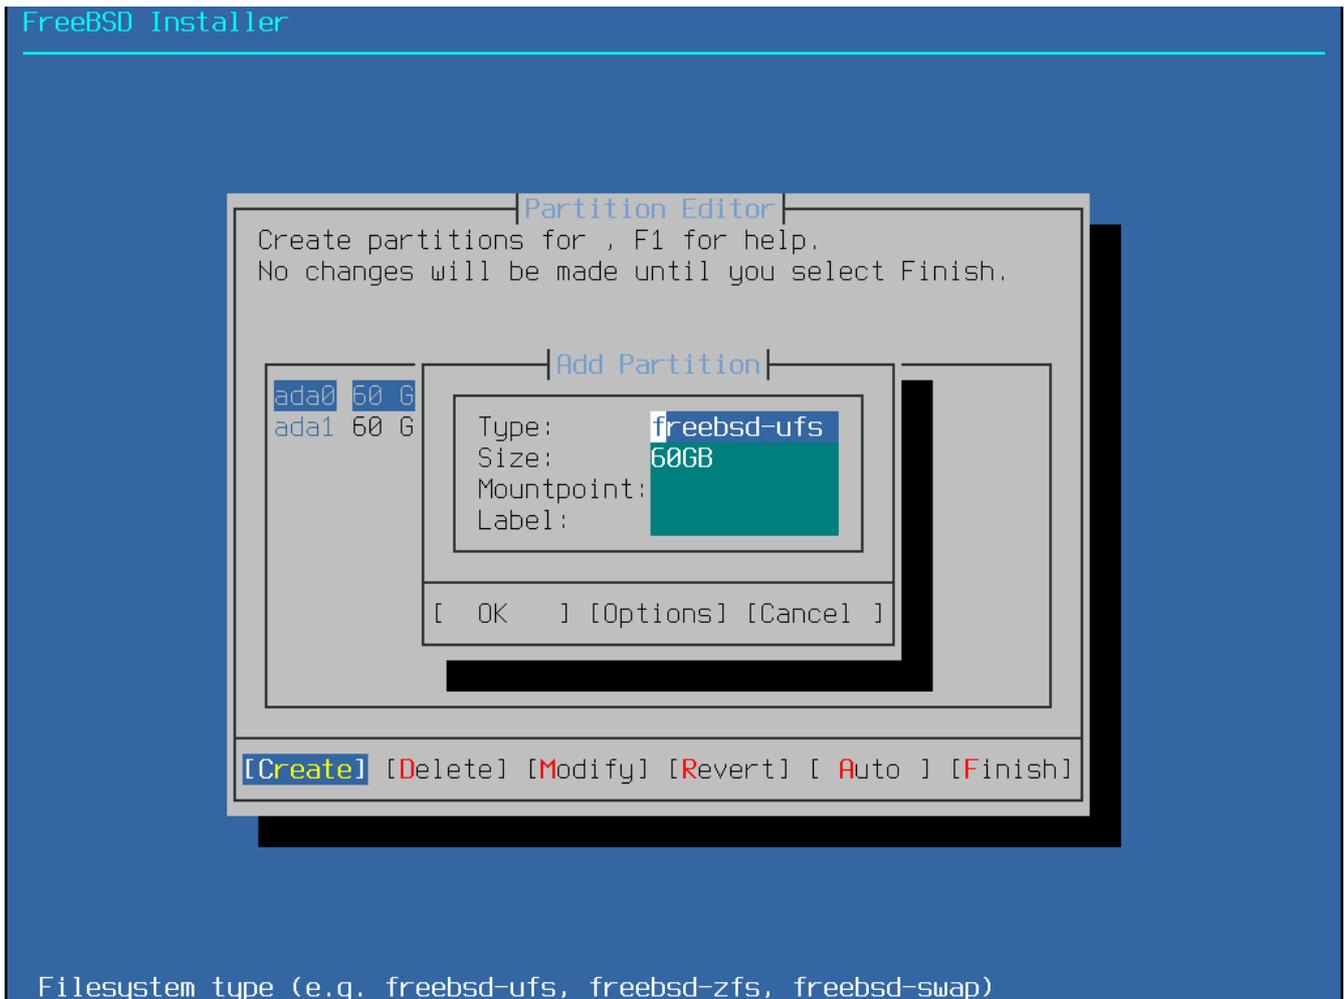 FreeBSD Installer
Partition Editor
Create partitions for , F1 for help.
No changes will be made until you select Finish.
Add Partition
ada0 60 G
ada1 60 G
Type: freebsd-ufs
Size: 60GB
Mountpoint:
Label:
[  OK   ] [Options] [Cancel ]
[Create] [Delete] [Modify] [Revert] [ Auto ] [Finish]
Filesystem type (e.g. freebsd-ufs, freebsd-zfs, freebsd-swap)